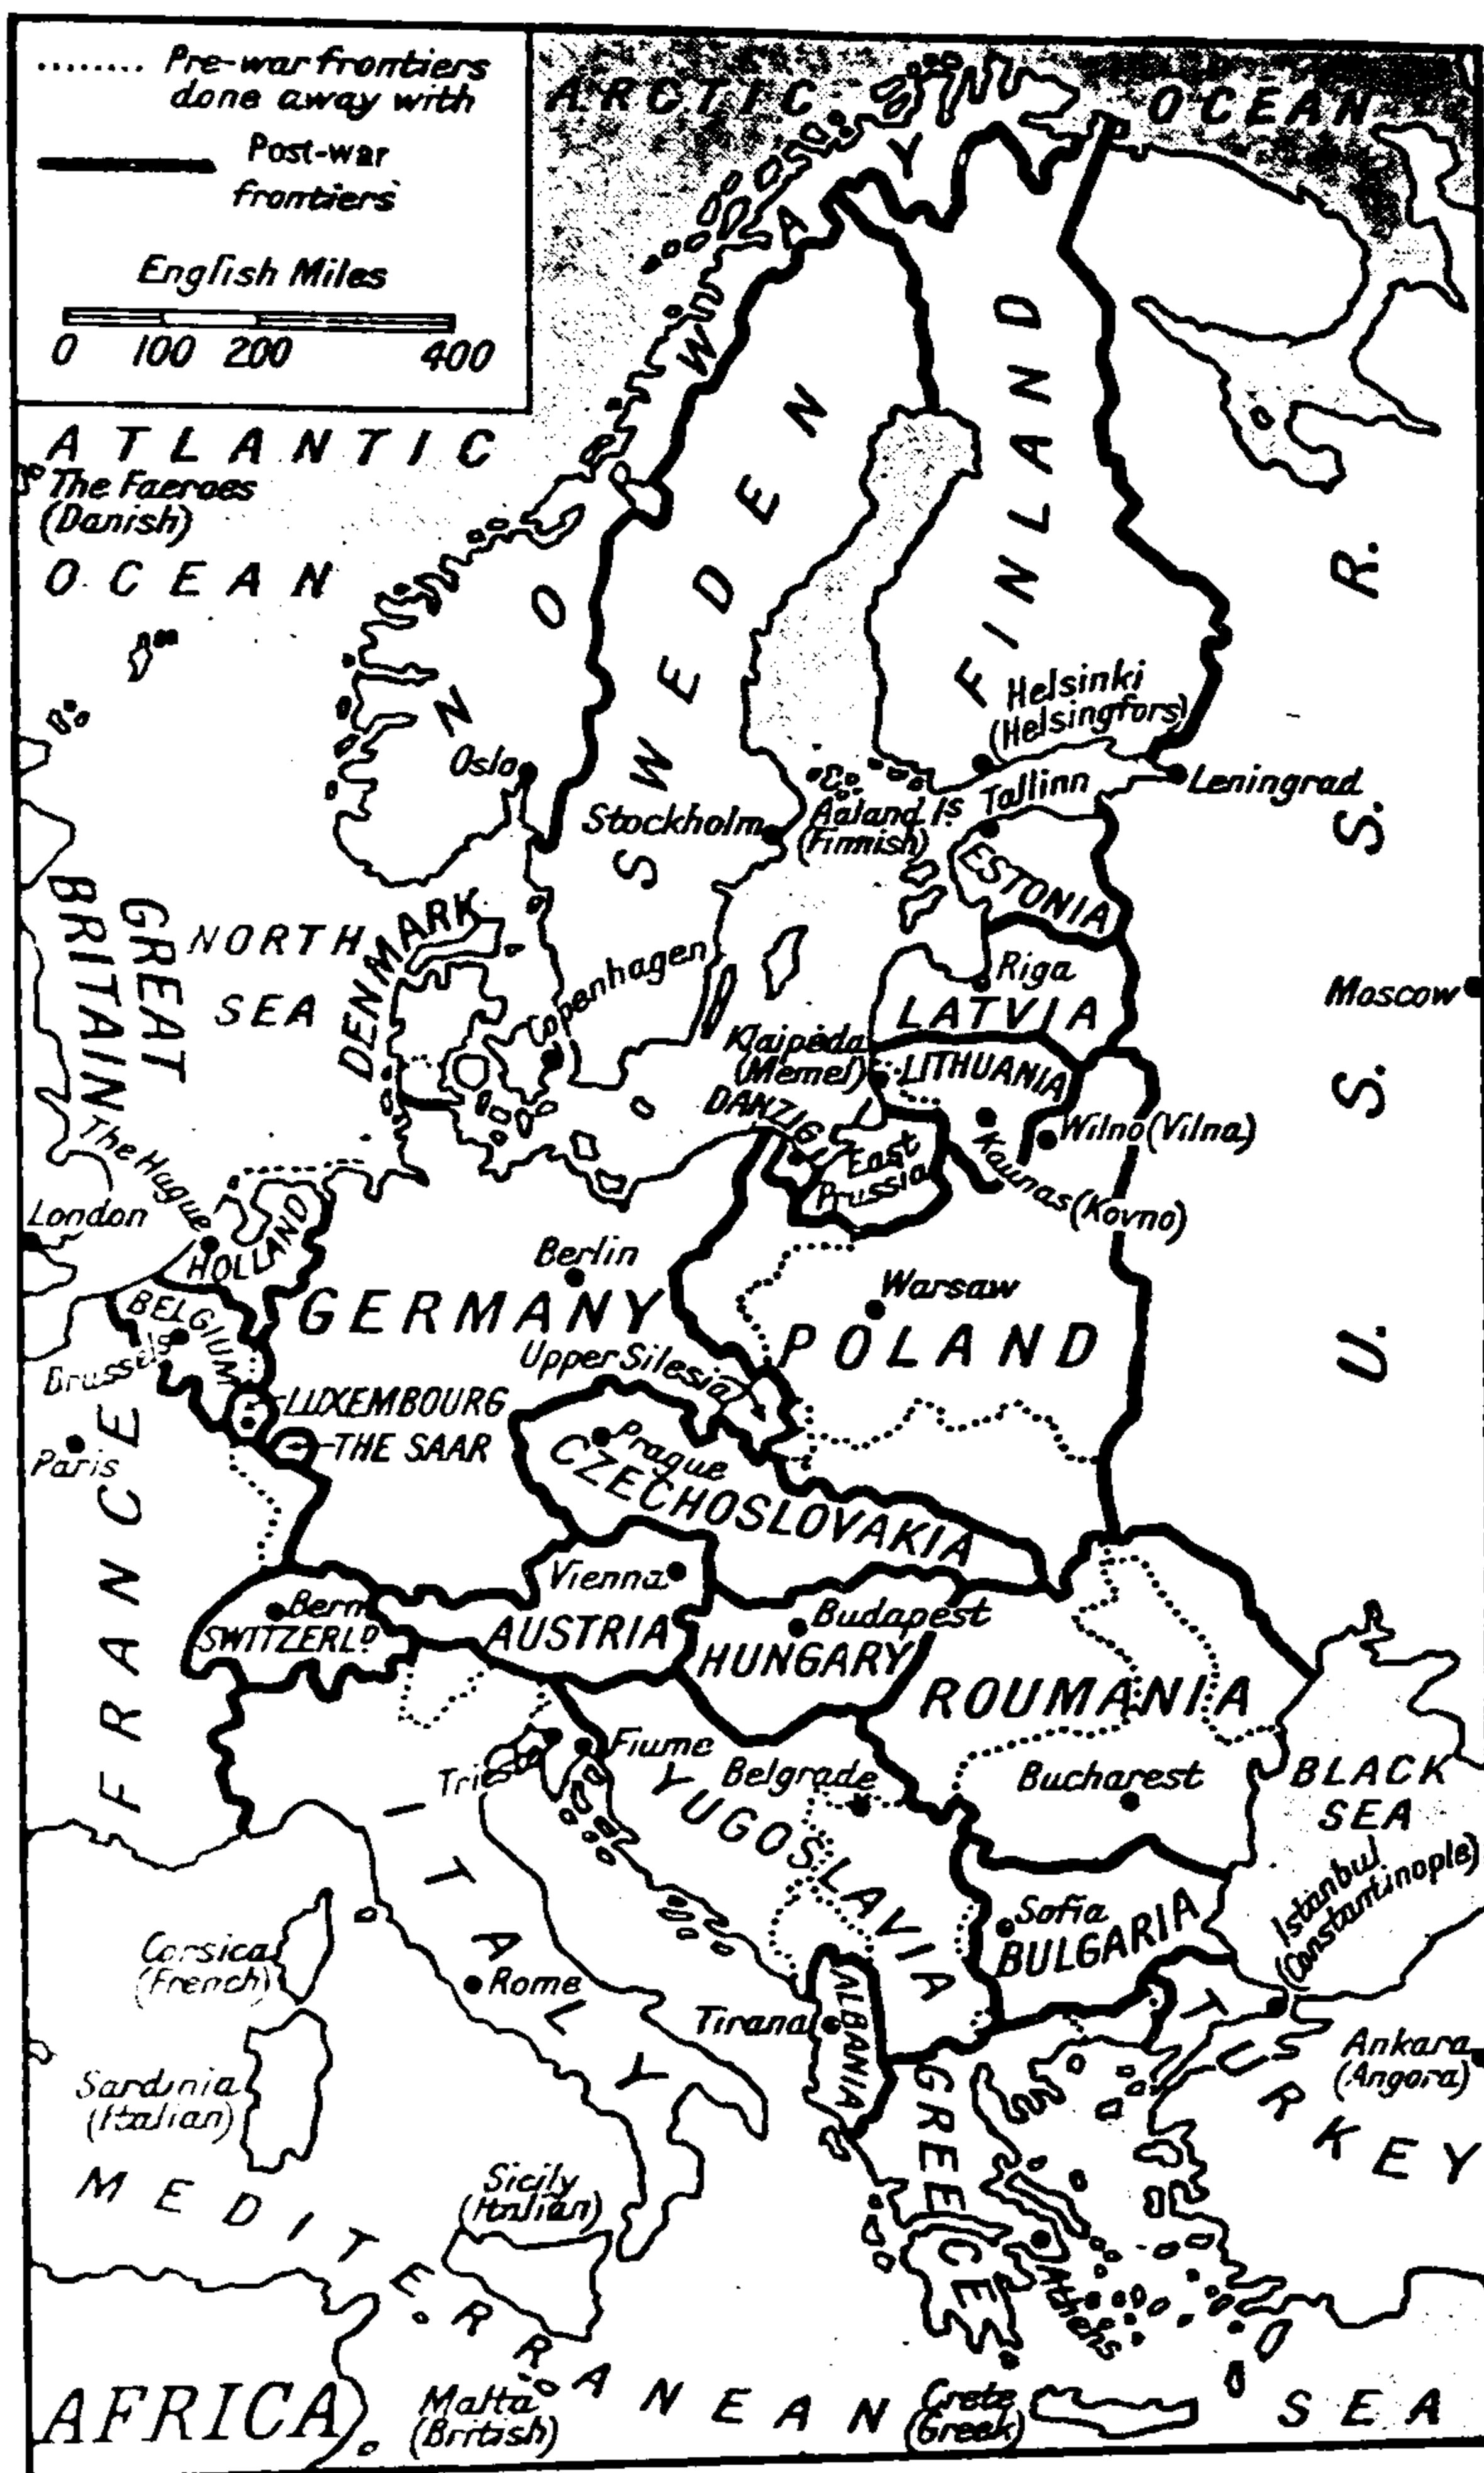 Pre-war frontiers
done away with
Post-war
frontiers
English Miles
0 100 200 400
ARCTIC OCEAN
ATLANTIC
OCEAN
The Faeroes
(Danish)
NORWAY
SWEDEN
FINLAND
U. S. S. R.
Helsinki
(Helsingfors)
Oslo
Stockholm
Aaland Is
(Finnish)
Tallinn
Leningrad
ESTONIA
GREAT
BRITAIN
NORTH
SEA
DENMARK
Copenhagen
Riga
LATVIA
Moscow
Klaipėda
(Memel)
LITHUANIA
DANZIG
East
Prussia
Wilno (Vilna)
Kaunas (Kovno)
The Hague
London
HOLLAND
Berlin
GERMANY
Warsaw
POLAND
BELGIUM
Brussels
Upper Silesia
LUXEMBOURG
THE SAAR
Paris
FRANCE
Prague
CZECHOSLOVAKIA
Vienna
AUSTRIA
Bern
SWITZERLD
Budapest
HUNGARY
ROUMANIA
Fiume
Belgrade
Bucharest
YUGOSLAVIA
BLACK
SEA
ITALY
Corsica
(French)
Rome
Sofia
BULGARIA
Istanbul
(Constantinople)
Tirana
ALBANIA
TURKEY
Ankara
(Angora)
Sardinia
(Italian)
GREECE
Athens
Sicily
(Italian)
MEDITERRANEAN SEA
AFRICA
Malta
(British)
Crete
(Greek)